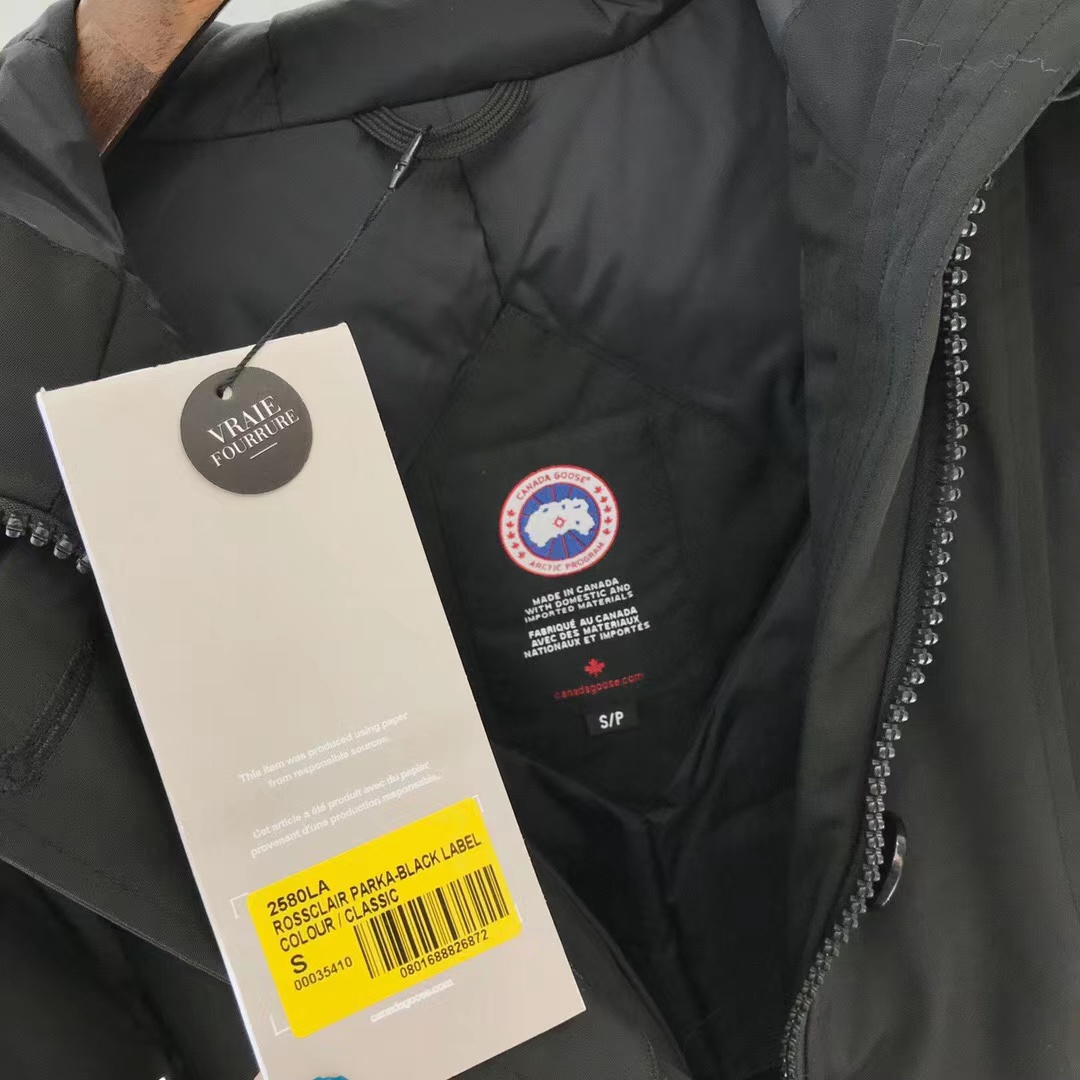 VRAIE
FOURRURE
CANADA GOOSE®
ARCTIC PROGRAM
MADE IN CANADA
WITH DOMESTIC AND
IMPORTED MATERIALS
FABRIQUÉ AU CANADA
AVEC DES MATERIAUX
NATIONAUX ET IMPORTÉS
canadagoose.com
S/P
This item was produced using paper
from responsible sources.
Cet article a été produit avec du papier
provenant d'une production responsable.
2580LA
ROSSCLAIR PARKA-BLACK LABEL
COLOUR / CLASSIC
S
00035410
0801688826872
canadagoose.com